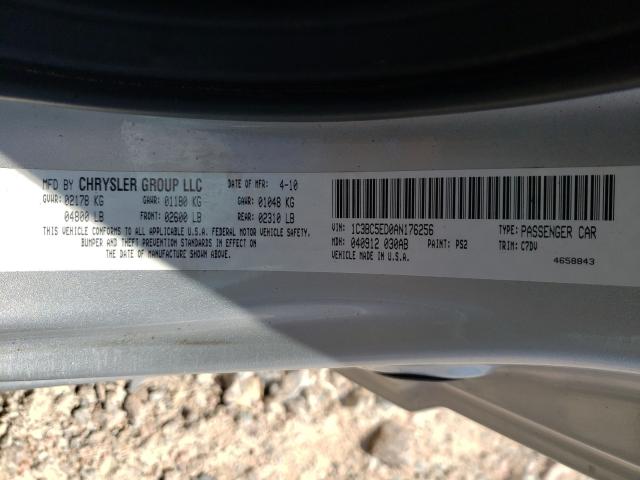 MFD BY CHRYSLER GROUP LLC DATE OF MFR: 4-10
GVWR: 02178 KG GAWR: 01180 KG GAWR: 01048 KG
04800 LB FRONT: 02600 LB REAR: 02310 LB
THIS VEHICLE CONFORMS TO ALL APPLICABLE U.S.A. FEDERAL MOTOR VEHICLE SAFETY,
BUMPER AND THEFT PREVENTION STANDARDS IN EFFECT ON
THE DATE OF MANUFACTURE SHOWN ABOVE.
VIN: 1C3BC5ED0AN176256 TYPE: PASSENGER CAR
MDH: 040912 030AB PAINT: PS2 TRIM: C7DV
VEHICLE MADE IN U.S.A. 4658843